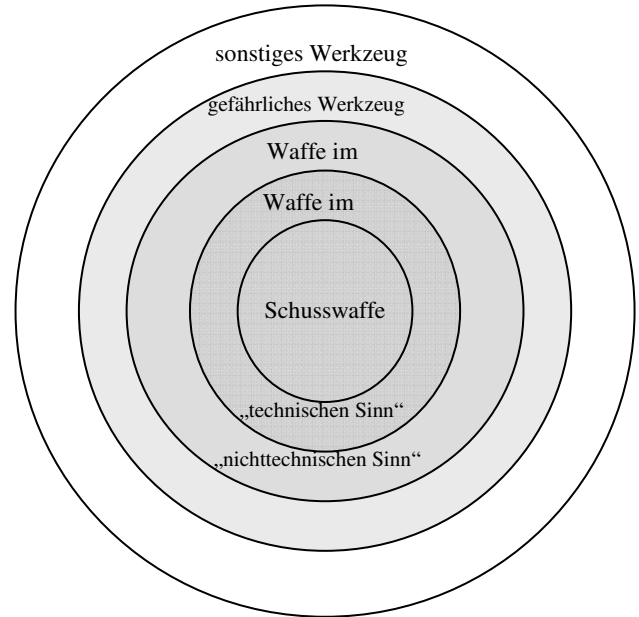 sonstiges Werkzeug
gefährliches Werkzeug
Waffe im
Waffe im
Schusswaffe
„technischen Sinn“
„nichttechnischen Sinn“